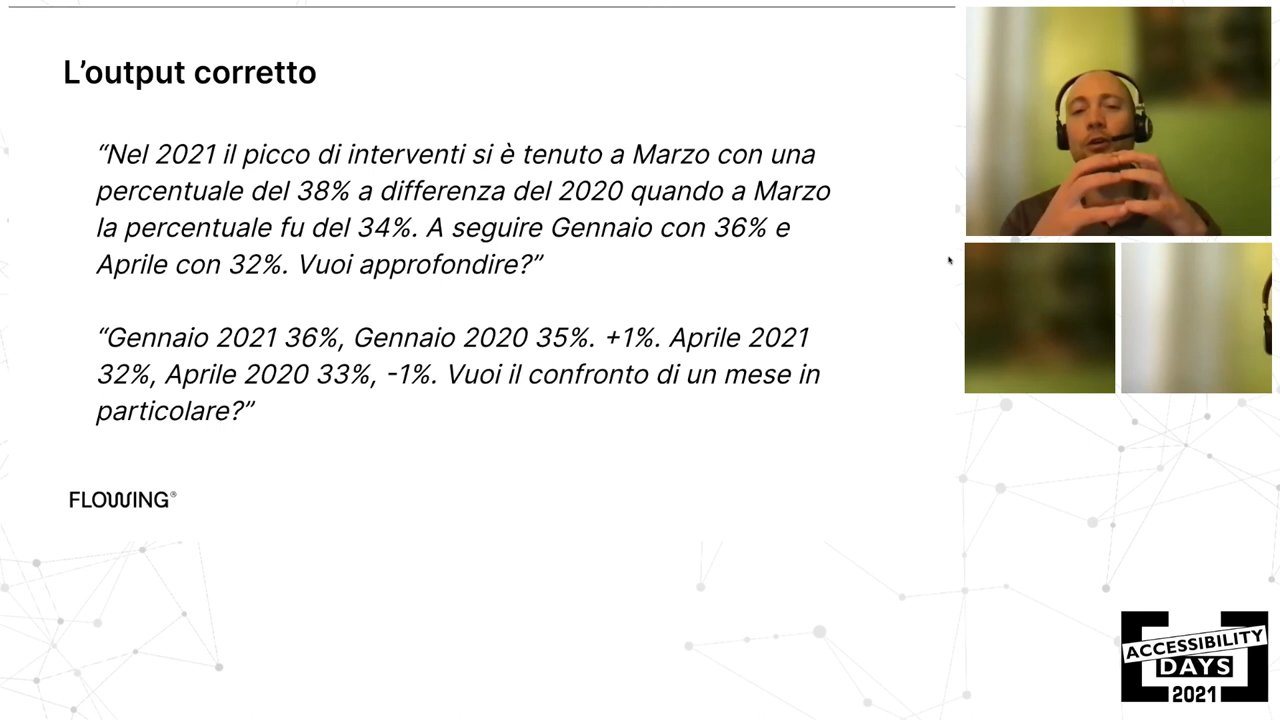 L’output corretto
“Nel 2021 il picco di interventi si è tenuto a Marzo con una
percentuale del 38% a differenza del 2020 quando a Marzo
la percentuale fu del 34%. A seguire Gennaio con 36% e
Aprile con 32%. Vuoi approfondire?”
“Gennaio 2021 36%, Gennaio 2020 35%. +1%. Aprile 2021
32%, Aprile 2020 33%, -1%. Vuoi il confronto di un mese in
particolare?”
FLOWING®
ACCESSIBILITY
DAYS
2021